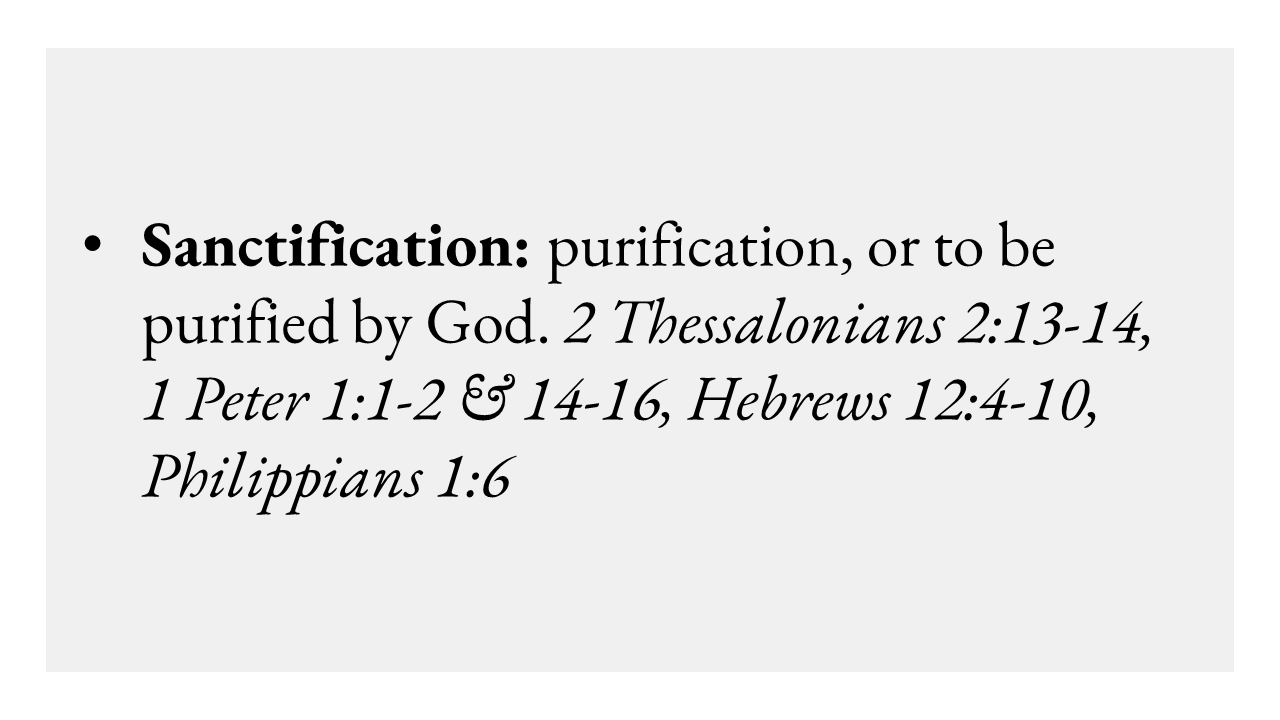 • Sanctification: purification, or to be
purified by God. 2 Thessalonians 2:13-14,
1 Peter 1:1-2 & 14-16, Hebrews 12:4-10,
Philippians 1:6